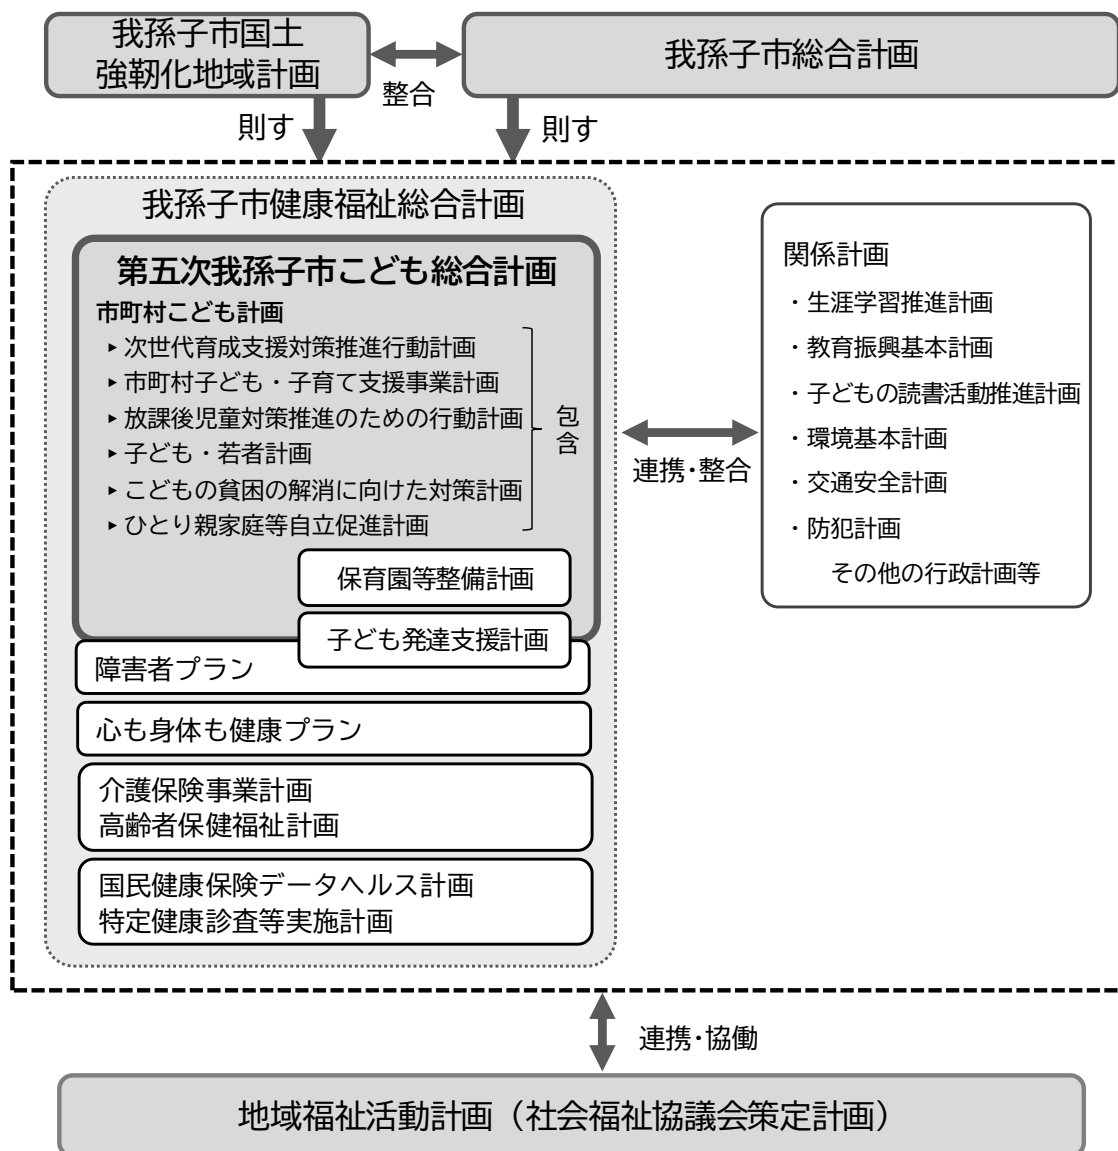 我孫子市国土
強靭化地域計画
整合
我孫子市総合計画
則す
則す
我孫子市健康福祉総合計画
第五次我孫子市こども総合計画
市町村こども計画
▸次世代育成支援対策推進行動計画
▸市町村子ども・子育て支援事業計画
▸放課後児童対策推進のための行動計画
▸子ども・若者計画
▸こどもの貧困の解消に向けた対策計画
▸ひとり親家庭等自立促進計画
包含
保育園等整備計画
子ども発達支援計画
障害者プラン
心も身体も健康プラン
介護保険事業計画
高齢者保健福祉計画
国民健康保険データヘルス計画
特定健康診査等実施計画
連携・整合
関係計画
・生涯学習推進計画
・教育振興基本計画
・子どもの読書活動推進計画
・環境基本計画
・交通安全計画
・防犯計画
その他の行政計画等
連携・協働
地域福祉活動計画（社会福祉協議会策定計画）